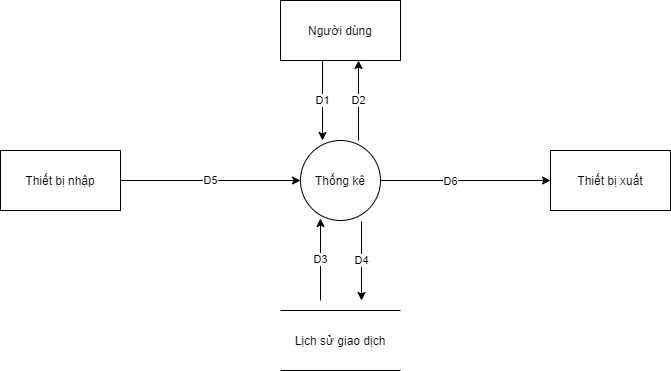 Người dùng
D1
D2
Thiết bị nhập
D5
Thống kê
D6
Thiết bị xuất
D3
D4
Lịch sử giao dịch